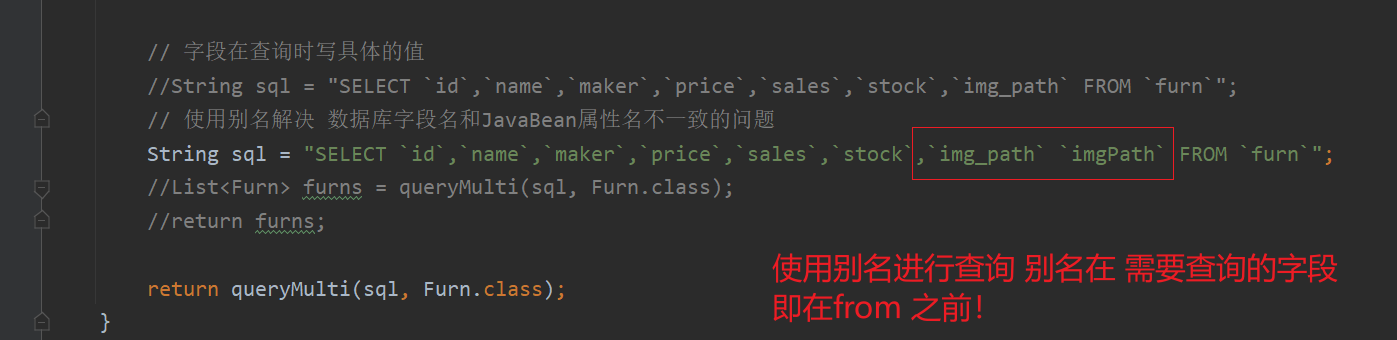 // 字段在查询时写具体的值
//String sql = "SELECT `id`,`name`,`maker`,`price`,`sales`,`stock`,`img_path` FROM `furn`";
// 使用别名解决 数据库字段名和JavaBean属性名不一致的问题
String sql = "SELECT `id`,`name`,`maker`,`price`,`sales`,`stock`,`img_path` `imgPath` FROM `furn`";
//List<Furn> furns = queryMulti(sql, Furn.class);
//return furns;
使用别名进行查询 别名在 需要查询的字段
return queryMulti(sql, Furn.class);
即在from 之前!
}